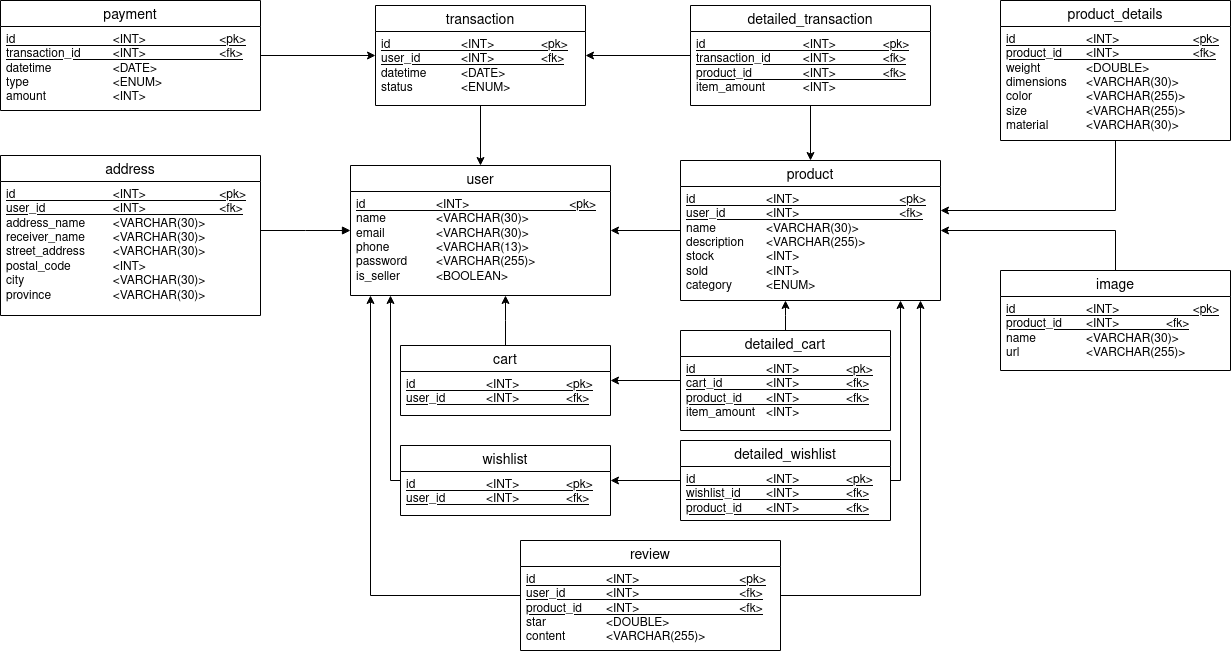 payment
id <INT> <pk>
transaction_id <INT> <fk>
datetime <DATE>
type <ENUM>
amount <INT>
transaction
id <INT> <pk>
user_id <INT> <fk>
datetime <DATE>
status <ENUM>
detailed_transaction
id <INT> <pk>
transaction_id <INT> <fk>
product_id <INT> <fk>
item_amount <INT>
product_details
id <INT> <pk>
product_id <INT> <fk>
weight <DOUBLE>
dimensions <VARCHAR(30)>
color <VARCHAR(255)>
size <VARCHAR(255)>
material <VARCHAR(30)>
address
id <INT> <pk>
user_id <INT> <fk>
address_name <VARCHAR(30)>
receiver_name <VARCHAR(30)>
street_address <VARCHAR(30)>
postal_code <INT>
city <VARCHAR(30)>
province <VARCHAR(30)>
user
id <INT> <pk>
name <VARCHAR(30)>
email <VARCHAR(30)>
phone <VARCHAR(13)>
password <VARCHAR(255)>
is_seller <BOOLEAN>
product
id <INT> <pk>
user_id <INT> <fk>
name <VARCHAR(30)>
description <VARCHAR(255)>
stock <INT>
sold <INT>
category <ENUM>
image
id <INT> <pk>
product_id <INT> <fk>
name <VARCHAR(30)>
url <VARCHAR(255)>
cart
id <INT> <pk>
user_id <INT> <fk>
detailed_cart
id <INT> <pk>
cart_id <INT> <fk>
product_id <INT> <fk>
item_amount <INT>
wishlist
id <INT> <pk>
user_id <INT> <fk>
detailed_wishlist
id <INT> <pk>
wishlist_id <INT> <fk>
product_id <INT> <fk>
review
id <INT> <pk>
user_id <INT> <fk>
product_id <INT> <fk>
star <DOUBLE>
content <VARCHAR(255)>